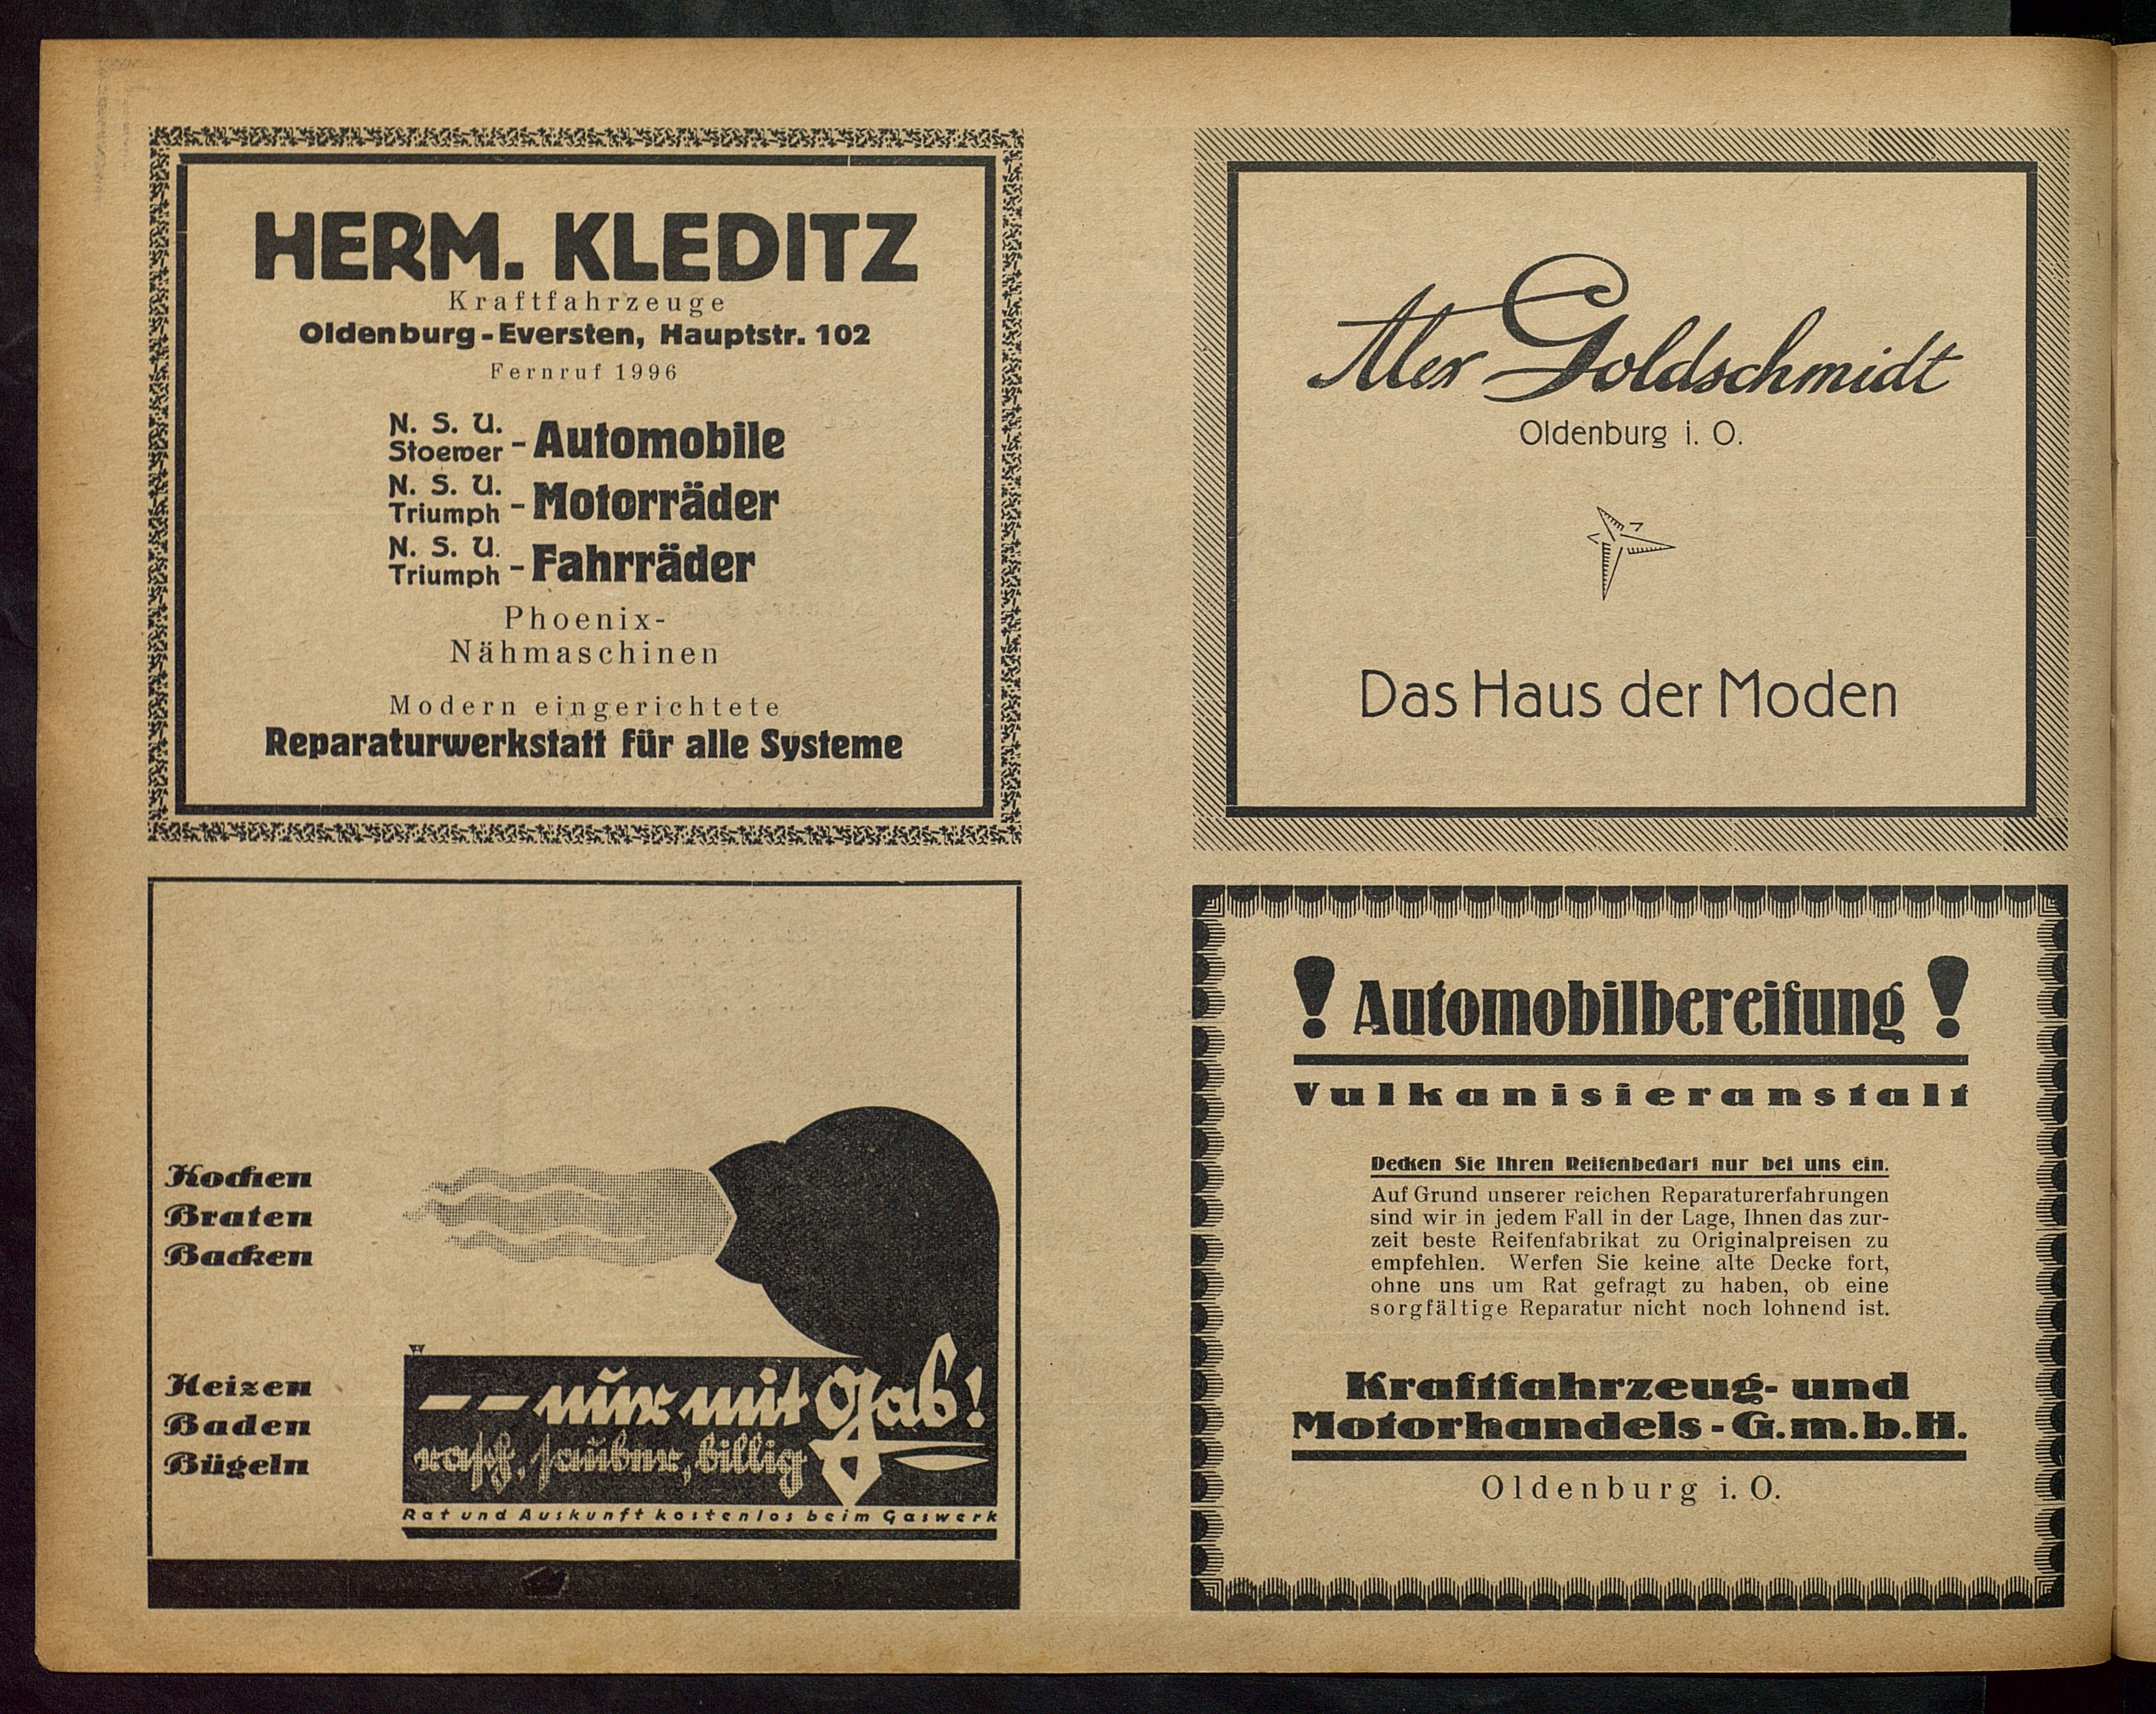 HERM. KLEDITZ
Kraftfahrzeuge
Oldenburg-Eversten, Hauptstr. 102
Fernruf 1996
N. S. U.
Stoewer - Automobile
N. S. U.
Triumph - Motorräder
N. S. U.
Triumph - Fahrräder
Phoenix-
Nähmaschinen
Modern eingerichtete
Reparaturwerkstatt für alle Systeme
Alex Goldschmidt
Oldenburg i. O.
Das Haus der Moden
Kochen
Braten
Backen
Heizen
Baden
Bügeln
-- nur mit Gas!
rasch, sauber, billig
Rat und Auskunft kostenlos beim Gaswerk
! Automobilbereifung !
Vulkanisieranstalt
Decken Sie Ihren Reifenbedarf nur bei uns ein.
Auf Grund unserer reichen Reparaturerfahrungen
sind wir in jedem Fall in der Lage, Ihnen das zur-
zeit beste Reifenfabrikat zu Originalpreisen zu
empfehlen. Werfen Sie keine alte Decke fort,
ohne uns um Rat gefragt zu haben, ob eine
sorgfältige Reparatur nicht noch lohnend ist.
Kraftfahrzeug- und
Motorhandels-G.m.b.H.
Oldenburg i. O.